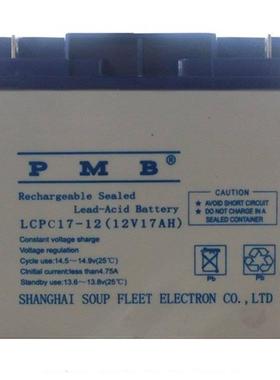 PMB®
Rechargeable Sealed
Lead-Acid Battery
LCPC17-12(12V17AH)
Constant voltage sharge
Voltage regulation
Cycle use:14.5~14.9v(25℃)
CInitial current:less than4.75A
Standby use:13.6~13.8v(25℃)
CAUTION
AVOID SHORT CIRCUIT
DO NOT CHARGE IN A
SEALED CONTAINER
Pb
Pb
SHANGHAI SOUP FLEET ELECTRON CO.,LTD